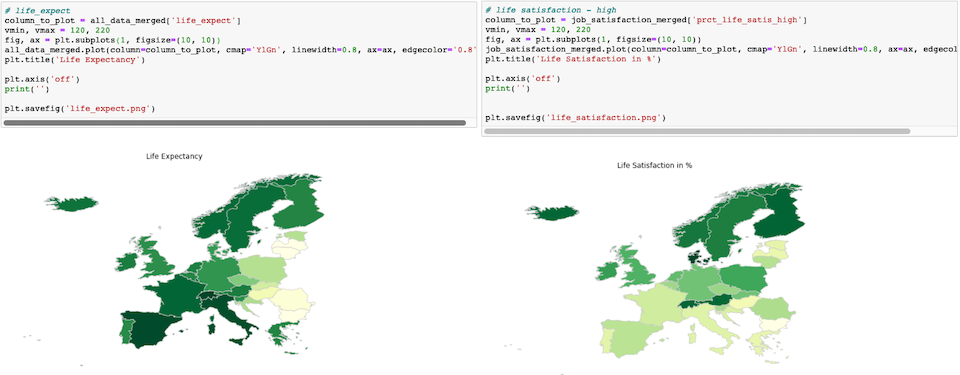 # life_expect
column_to_plot = all_data_merged['life_expect']
vmin, vmax = 120, 220
fig, ax = plt.subplots(1, figsize=(10, 10))
all_data_merged.plot(column=column_to_plot, cmap='YlGn', linewidth=0.8, ax=ax, edgecolor='0.8'
plt.title('Life Expectancy')
plt.axis('off')
print('')
plt.savefig('life_expect.png')
Life Expectancy
# life satisfaction - high
column_to_plot = job_satisfaction_merged['prct_life_satis_high']
vmin, vmax = 120, 220
fig, ax = plt.subplots(1, figsize=(10, 10))
job_satisfaction_merged.plot(column=column_to_plot, cmap='YlGn', linewidth=0.8, ax=ax, edgecol
plt.title('Life Satisfaction in %')
plt.axis('off')
print('')
plt.savefig('life_satisfaction.png')
Life Satisfaction in %